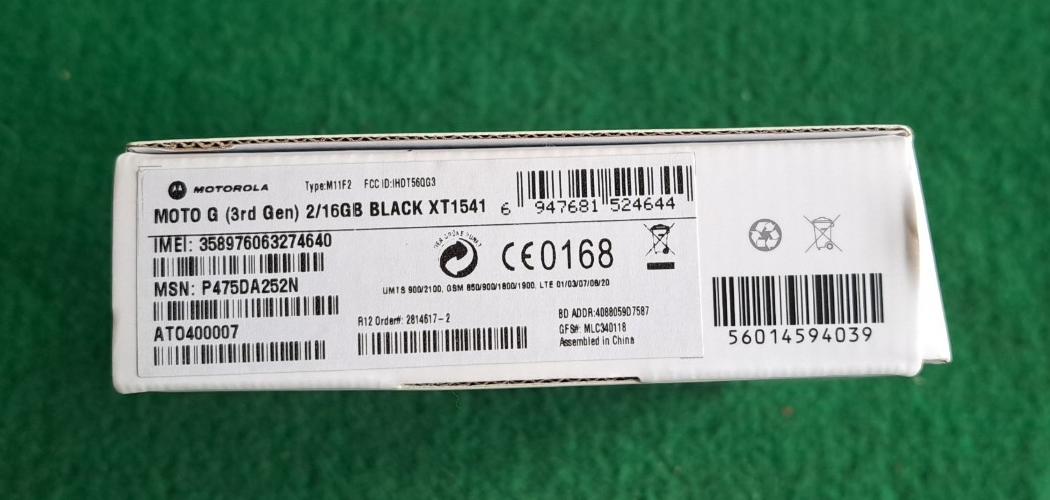 MOTOROLA Type:M11F2 FCC ID:IHDT56QG3
MOTO G (3rd Gen) 2/16GB BLACK XT1541
6 947681 524644
IMEI: 358976063274640
MSN: P475DA252N
ATO400007
CE0168
UMTS 900/2100, GSM 850/900/1800/1900, LTE 01/03/07/08/20
R12 Order#: 2814617-2
BD ADDR:4088059D7587
GFS#: MLC340118
Assembled in China
56014594039